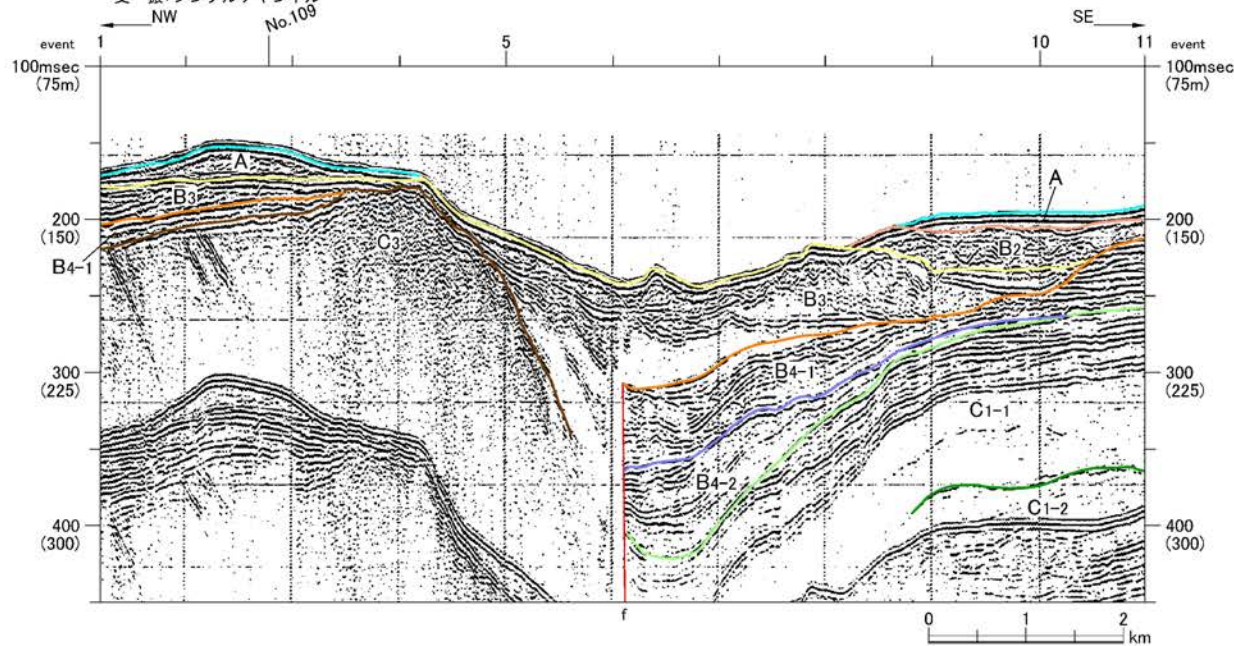 NW
No.109
SE
event
1
5
10
11
event
100msec
(75m)
100msec
(75m)
A
B3
B4-1
C3
A
B2
B3
200
(150)
200
(150)
B4-1
B4-2
C1-1
C1-2
300
(225)
300
(225)
400
(300)
400
(300)
f
0
1
2
km